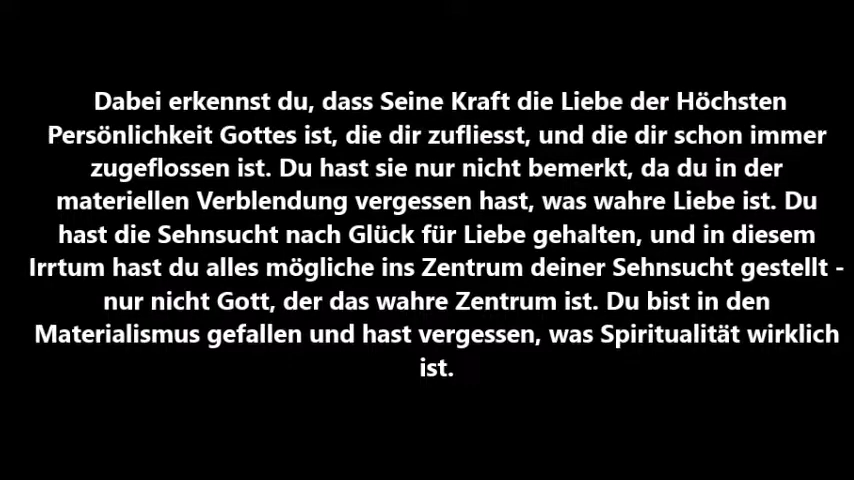 Dabei erkennst du, dass Seine Kraft die Liebe der Höchsten
Persönlichkeit Gottes ist, die dir zufliesst, und die dir schon immer
zugeflossen ist. Du hast sie nur nicht bemerkt, da du in der
materiellen Verblendung vergessen hast, was wahre Liebe ist. Du
hast die Sehnsucht nach Glück für Liebe gehalten, und in diesem
Irrtum hast du alles mögliche ins Zentrum deiner Sehnsucht gestellt -
nur nicht Gott, der das wahre Zentrum ist. Du bist in den
Materialismus gefallen und hast vergessen, was Spiritualität wirklich
ist.